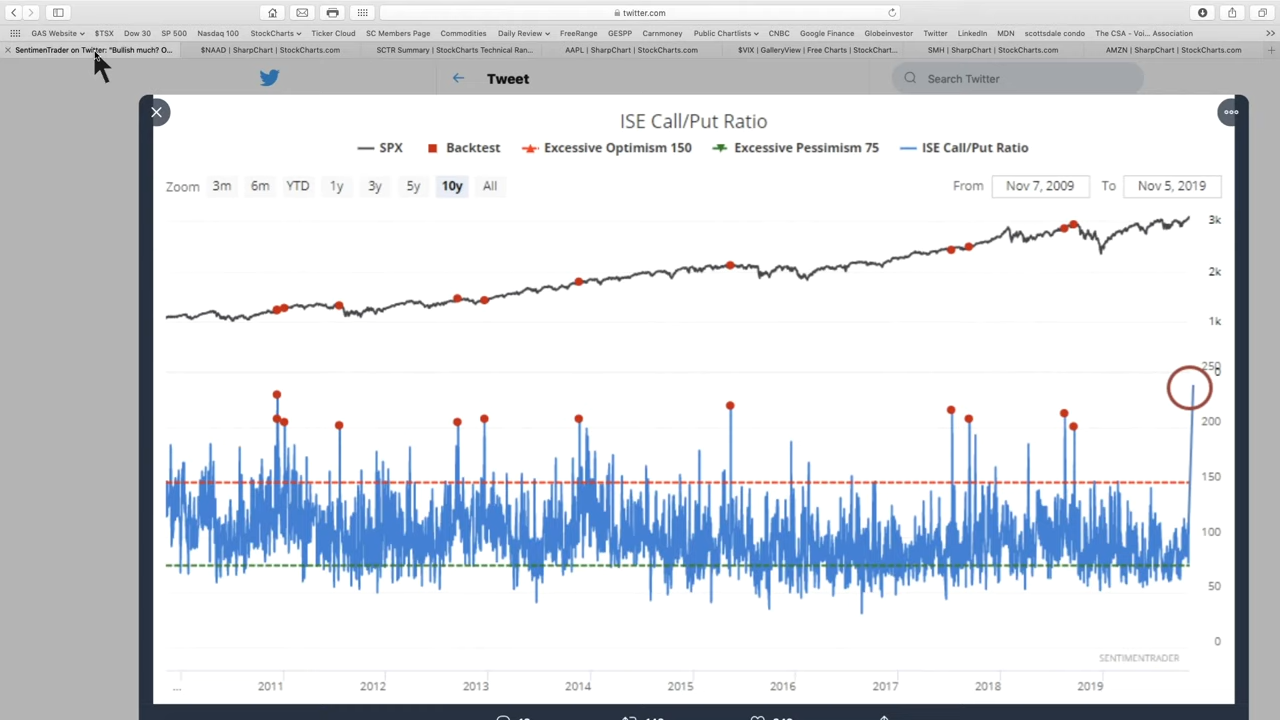 twitter.com
GAS Website $TSX Dow 30 SP 500 Nasdaq 100 StockCharts Ticker Cloud SC Members Page Commodities Daily Review FreeRange GESPP Carnmoney Public Chartlists CNBC Google Finance Globeinvestor Twitter LinkedIn MDN scottsdale condo The CSA - Voi... Association
SentimenTrader on Twitter: "Bullish much? O... $NAAD | SharpChart | StockCharts.com SCTR Summary | StockCharts Technical Ran... AAPL | SharpChart | StockCharts.com $VIX | GalleryView | Free Charts | StockChart... SMH | SharpChart | StockCharts.com AMZN | SharpChart | StockCharts.com
Tweet
Search Twitter
ISE Call/Put Ratio
SPX Backtest Excessive Optimism 150 Excessive Pessimism 75 ISE Call/Put Ratio
Zoom 3m 6m YTD 1y 3y 5y 10y All From Nov 7, 2009 To Nov 5, 2019
3k
2k
1k
250
0
200
150
100
50
0
SENTIMENTRADER
... 2011 2012 2013 2014 2015 2016 2017 2018 2019